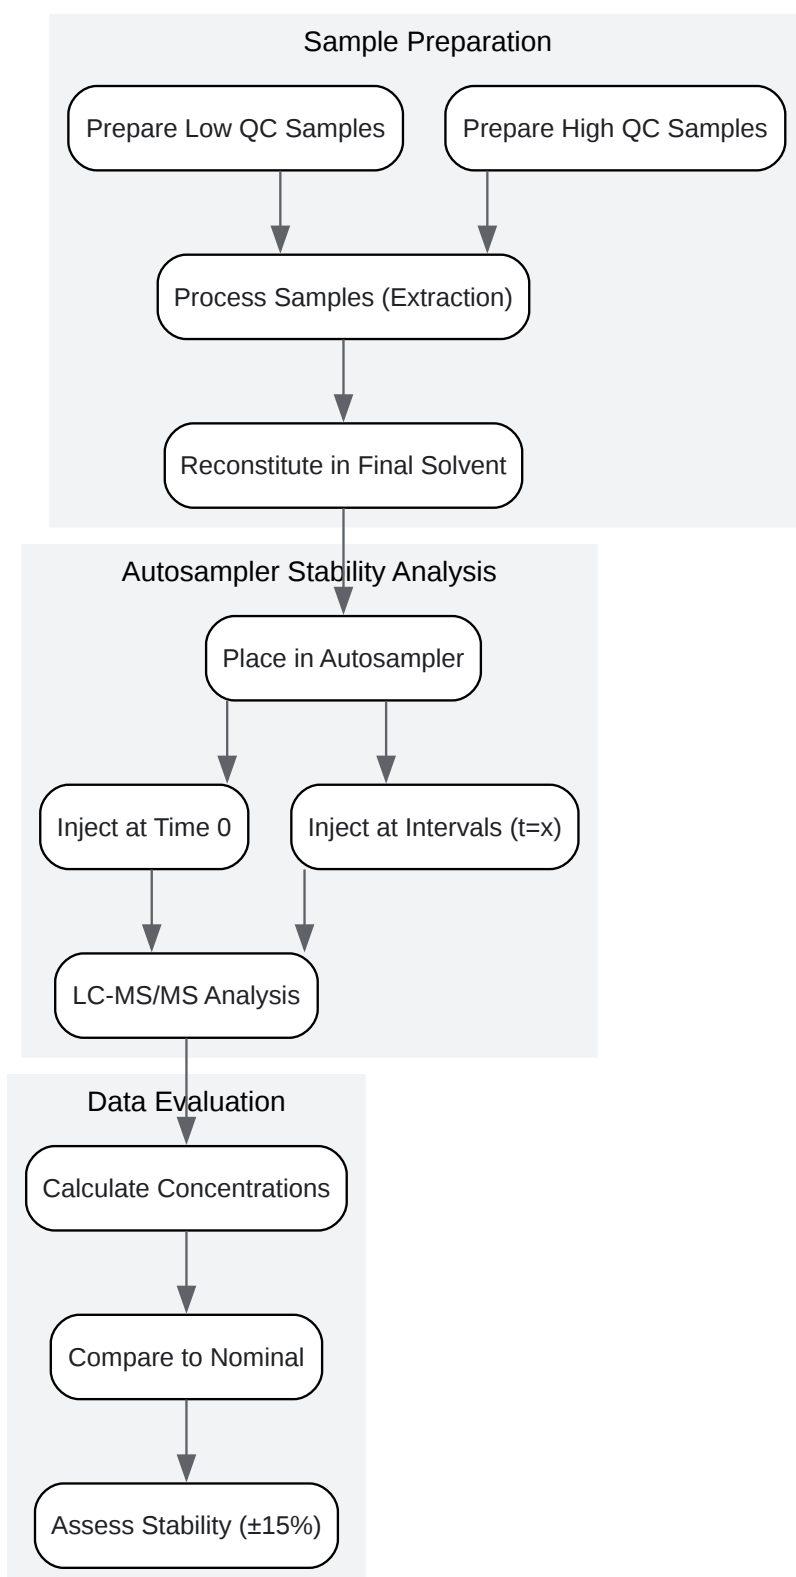 Sample Preparation
Prepare Low QC Samples
Prepare High QC Samples
Process Samples (Extraction)
Reconstitute in Final Solvent
Autosampler Stability Analysis
Place in Autosampler
Inject at Time 0
Inject at Intervals (t=x)
LC-MS/MS Analysis
Data Evaluation
Calculate Concentrations
Compare to Nominal
Assess Stability (±15%)